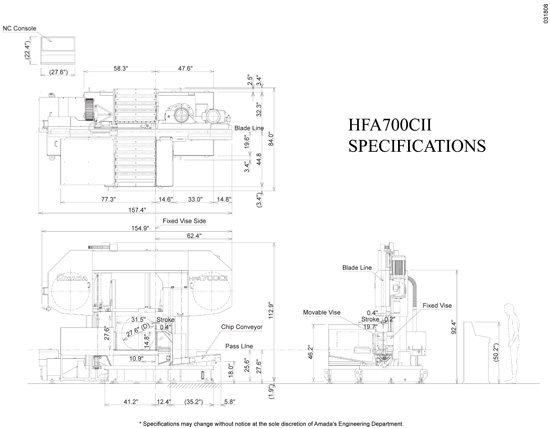 031808
NC Console
(22.4")
(27.6")
58.3"
47.6"
2.5"
3.4"
32.3"
Blade Line
19.6"
84.0"
3.4"
44.8
(3.4")
77.3"
14.6"
33.0"
14.8"
157.4"
HFA700CII
SPECIFICATIONS
Fixed Vise Side
154.9"
62.4"
AMADA
HFA700CII
31.5"
Stroke
0.4"
27.6" (D)
27.6"
14.8"
Chip Conveyor
Pass LIne
10.9"
18.0"
25.6"
27.6"
112.9"
(1.9")
41.2"
12.4"
(35.2")
5.8"
Blade Line
Movable Vise
0.4"
Fixed Vise
Stroke
0.2"
19.7"
46.2"
92.4"
(50.2")
* Specifications may change without notice at the sole discretion of Amada's Engineering Department.